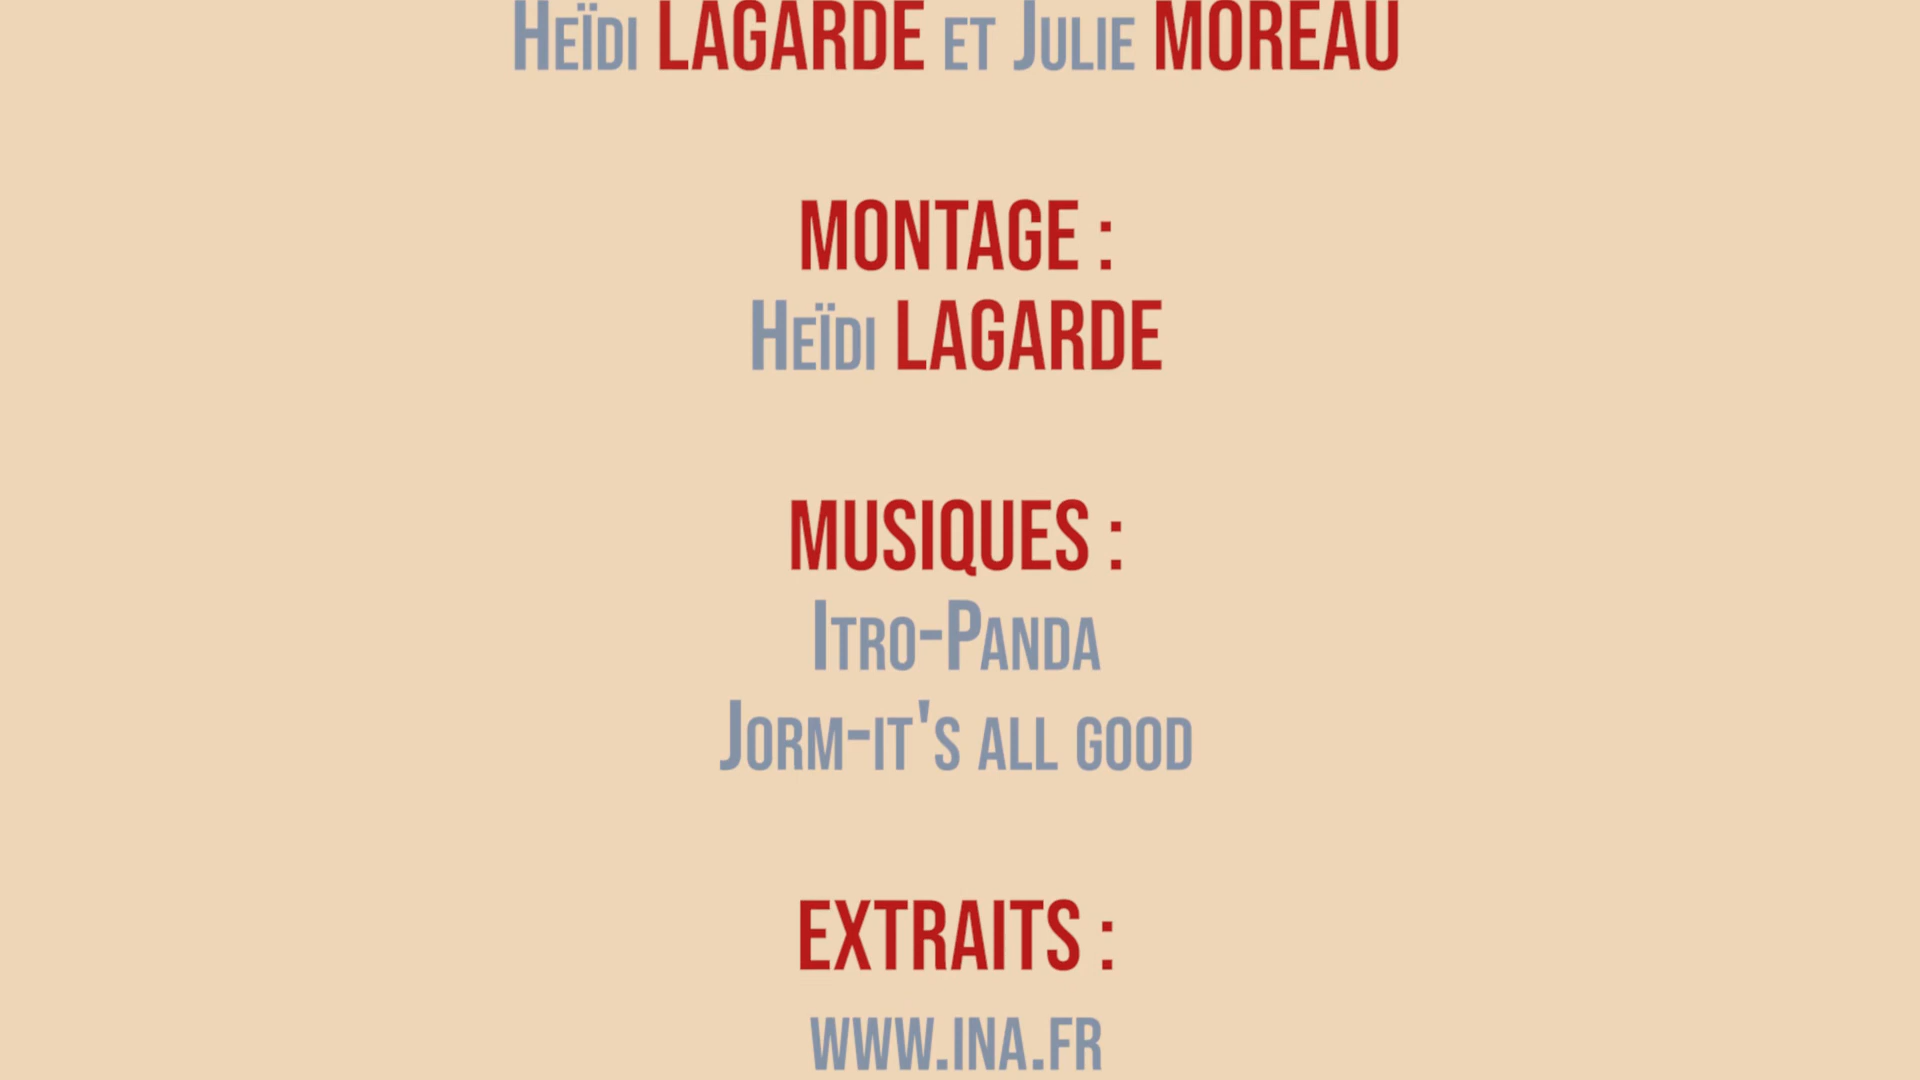 Heïdi LAGARDE et Julie MOREAU
MONTAGE :
Heïdi LAGARDE
MUSIQUES :
Itro-Panda
Jorm-it's all good
EXTRAITS :
www.ina.fr